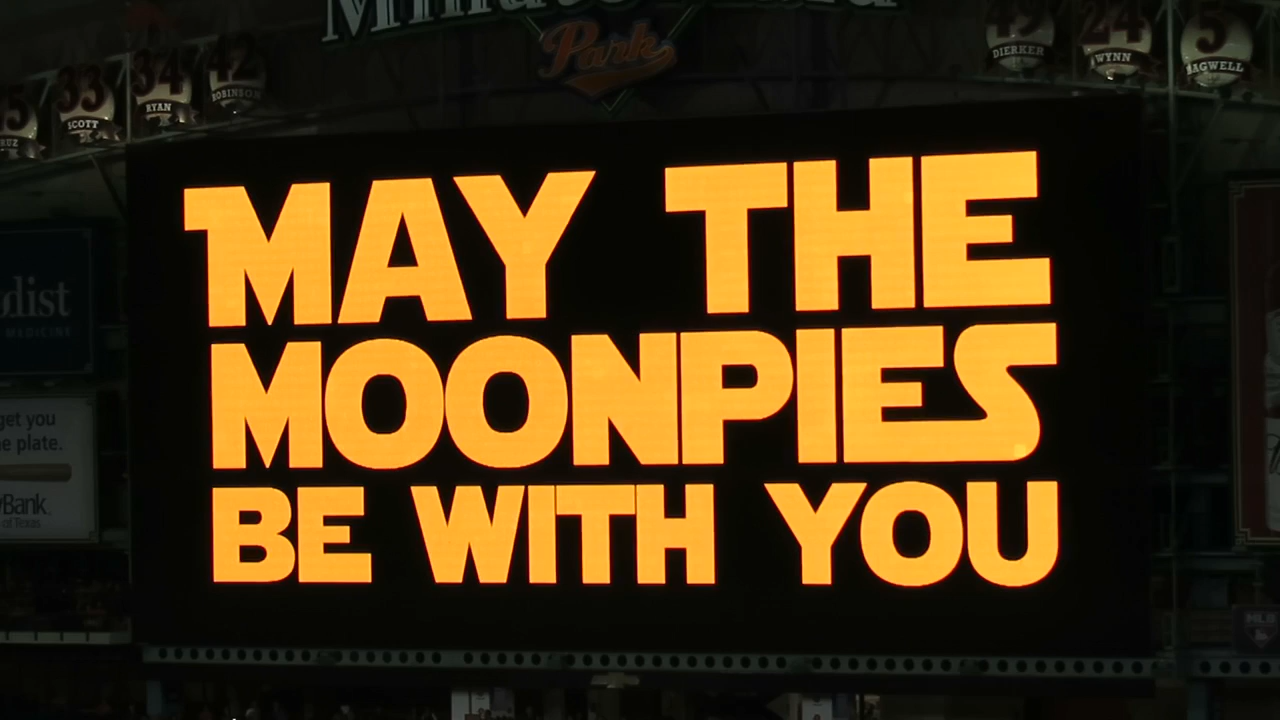 Park
49
DIERKER
24
WYNN
5
BAGWELL
33
SCOTT
34
RYAN
42
ROBINSON
MAY THE
MOONPIES
BE WITH YOU
get you
plate.
Bank
of Texas
MEDICINE
MLB